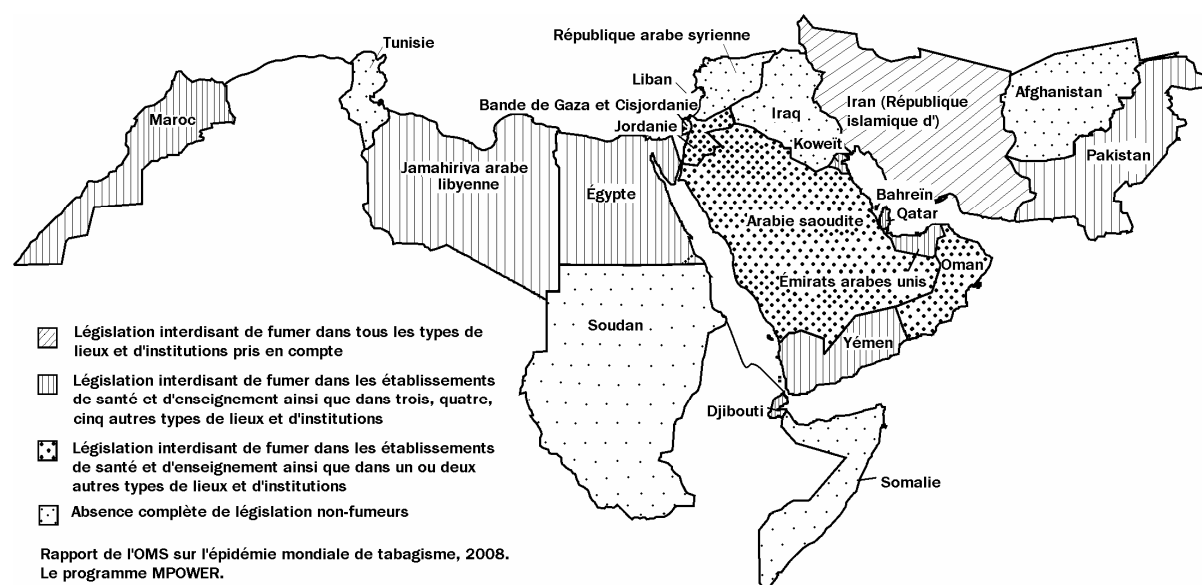 Tunisie
République arabe syrienne
Liban
Bande de Gaza et Cisjordanie
Jordanie
Maroc
Iraq
Iran (République
islamique d')
Afghanistan
Koweït
Pakistan
Jamahiriya arabe
libyenne
Égypte
Bahreïn
Qatar
Arabie saoudite
Oman
Émirats arabes unis
Soudan
Yémen
Djibouti
Somalie
Législation interdisant de fumer dans tous les types de
lieux et d'institutions pris en compte
Législation interdisant de fumer dans les établissements
de santé et d'enseignement ainsi que dans trois, quatre,
cinq autres types de lieux et d'institutions
Législation interdisant de fumer dans les établissements
de santé et d'enseignement ainsi que dans un ou deux
autres types de lieux et d'institutions
Absence complète de législation non-fumeurs
Rapport de l'OMS sur l'épidémie mondiale de tabagisme, 2008.
Le programme MPOWER.